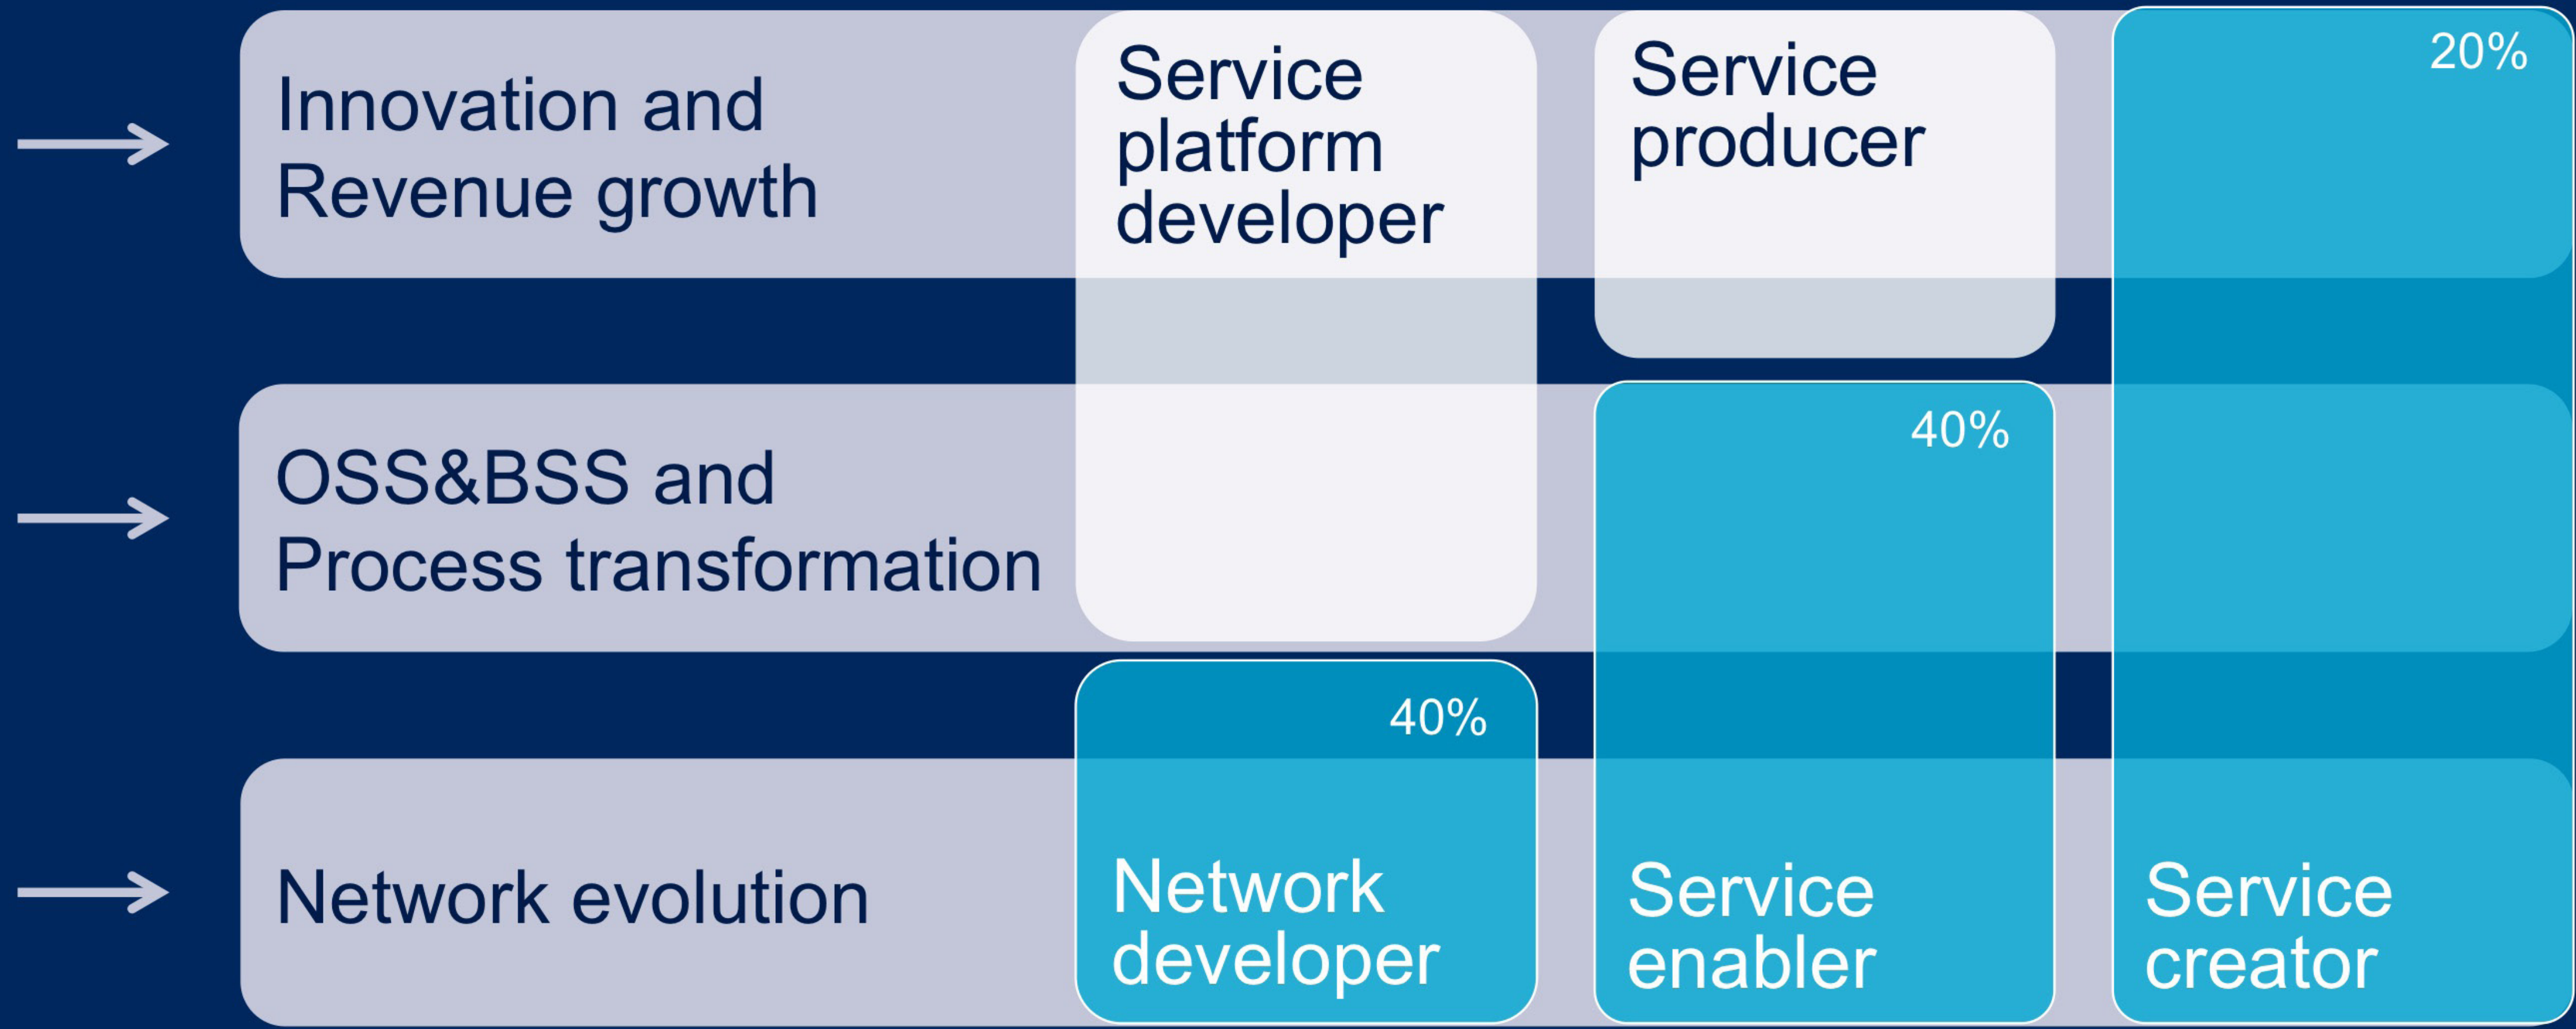 Innovation and
Revenue growth
Service
platform
developer
Service
producer
20%
OSS&BSS and
Process transformation
40%
40%
Network evolution
Network
developer
Service
enabler
Service
creator